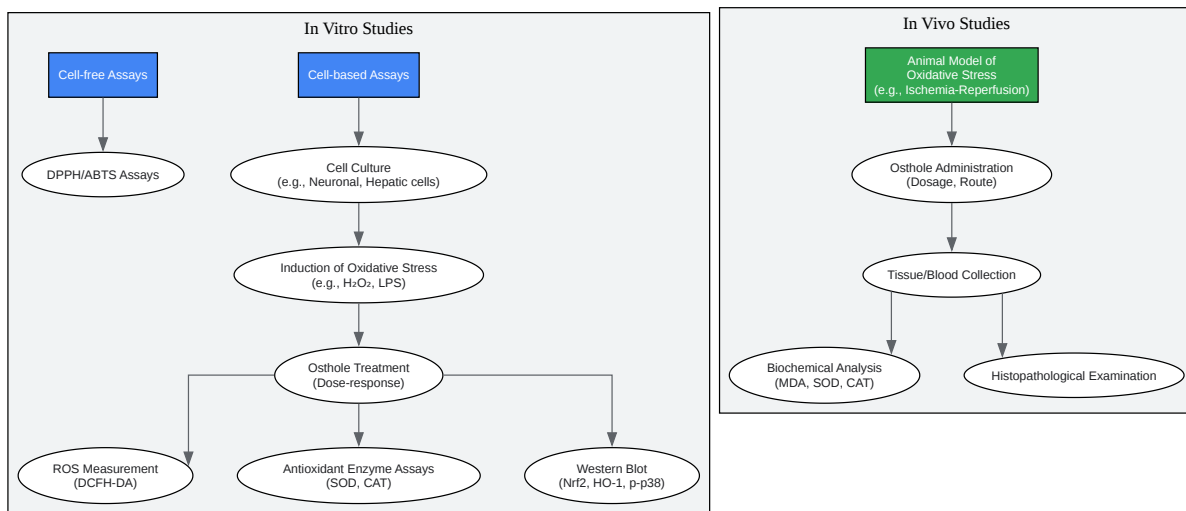 In Vitro Studies
Cell-free Assays
Cell-based Assays
DPPH/ABTS Assays
Cell Culture
(e.g., Neuronal, Hepatic cells)
Induction of Oxidative Stress
(e.g., H₂O₂, LPS)
Osthole Treatment
(Dose-response)
ROS Measurement
(DCFH-DA)
Antioxidant Enzyme Assays
(SOD, CAT)
Western Blot
(Nrf2, HO-1, p-p38)
In Vivo Studies
Animal Model of
Oxidative Stress
(e.g., Ischemia-Reperfusion)
Osthole Administration
(Dosage, Route)
Tissue/Blood Collection
Biochemical Analysis
(MDA, SOD, CAT)
Histopathological Examination